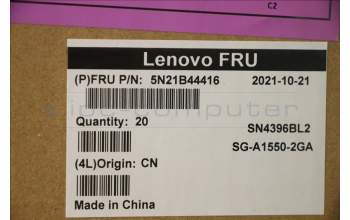 C2
Lenovo FRU
(P)FRU P/N: 5N21B44416 2021-10-21
Quantity: 20
SN4396BL2
SG-A1550-2GA
(4L)Origin: CN
Made in China